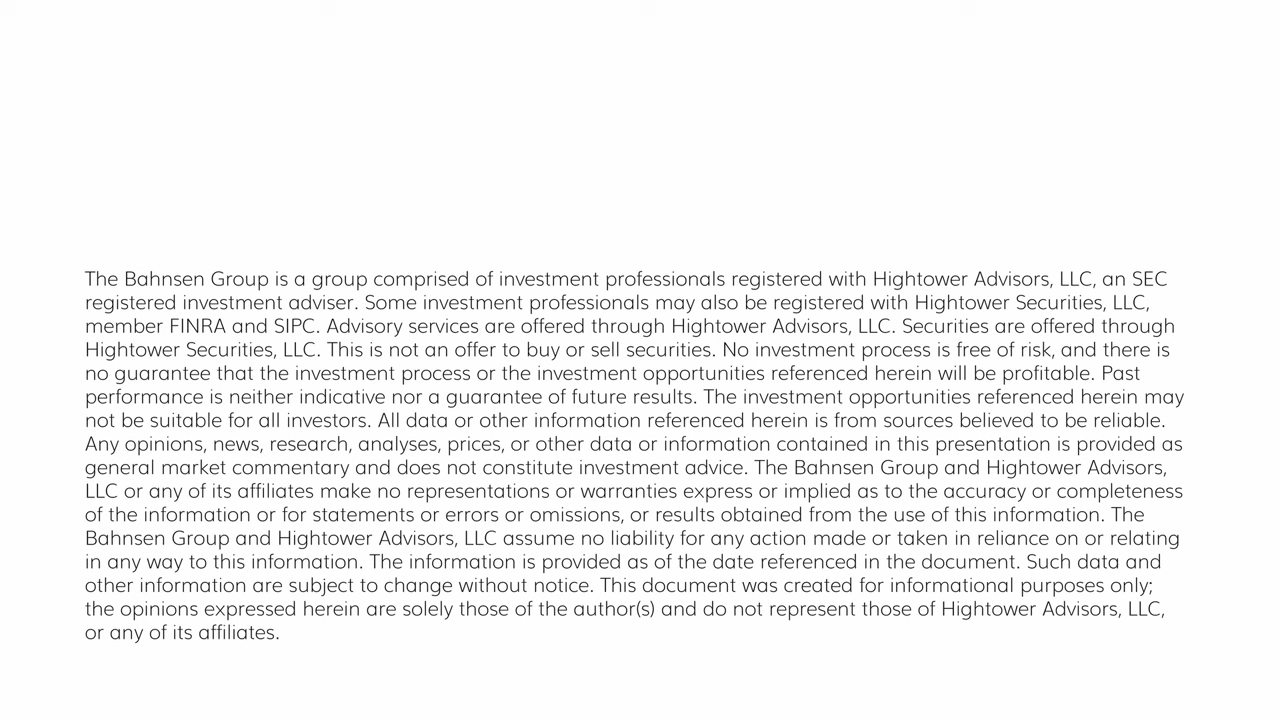 The Bahnsen Group is a group comprised of investment professionals registered with Hightower Advisors, LLC, an SEC
registered investment adviser. Some investment professionals may also be registered with Hightower Securities, LLC,
member FINRA and SIPC. Advisory services are offered through Hightower Advisors, LLC. Securities are offered through
Hightower Securities, LLC. This is not an offer to buy or sell securities. No investment process is free of risk, and there is
no guarantee that the investment process or the investment opportunities referenced herein will be profitable. Past
performance is neither indicative nor a guarantee of future results. The investment opportunities referenced herein may
not be suitable for all investors. All data or other information referenced herein is from sources believed to be reliable.
Any opinions, news, research, analyses, prices, or other data or information contained in this presentation is provided as
general market commentary and does not constitute investment advice. The Bahnsen Group and Hightower Advisors,
LLC or any of its affiliates make no representations or warranties express or implied as to the accuracy or completeness
of the information or for statements or errors or omissions, or results obtained from the use of this information. The
Bahnsen Group and Hightower Advisors, LLC assume no liability for any action made or taken in reliance on or relating
in any way to this information. The information is provided as of the date referenced in the document. Such data and
other information are subject to change without notice. This document was created for informational purposes only;
the opinions expressed herein are solely those of the author(s) and do not represent those of Hightower Advisors, LLC,
or any of its affiliates.